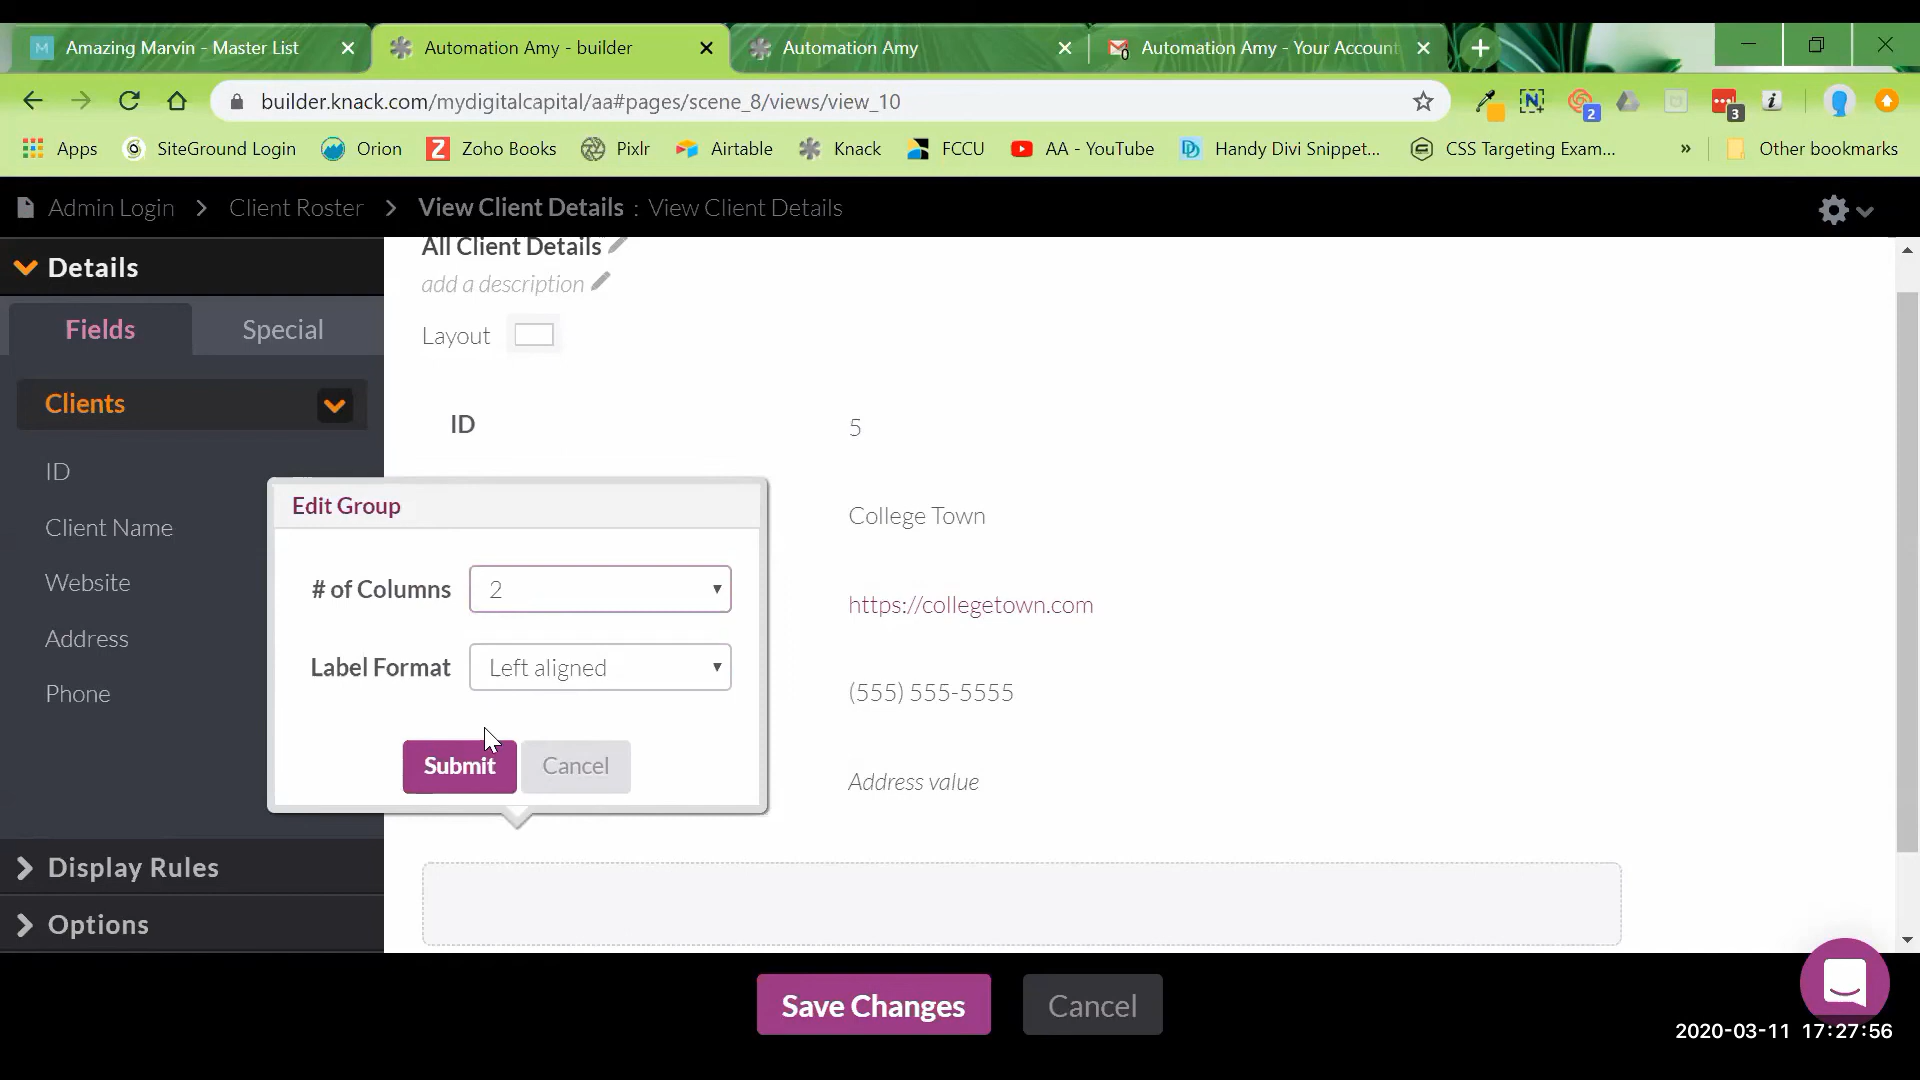 Amazing Marvin - Master List
Automation Amy - builder
Automation Amy
Automation Amy - Your Account
builder.knack.com/mydigitalcapital/aa#pages/scene_8/views/view_10
2
3
Apps
SiteGround Login
Orion
Zoho Books
Pixlr
Airtable
Knack
FCCU
AA - YouTube
Handy Divi Snippet...
CSS Targeting Exam...
»
Other bookmarks
Admin Login > Client Roster > View Client Details : View Client Details
Details
Fields
Special
Clients
ID
Client Name
Website
Address
Phone
Display Rules
Options
All Client Details
add a description
Layout
ID
5
College Town
https://collegetown.com
(555) 555-5555
Address value
Edit Group
# of Columns
2
Label Format
Left aligned
Submit
Cancel
Save Changes
Cancel
2020-03-11 17:27:56